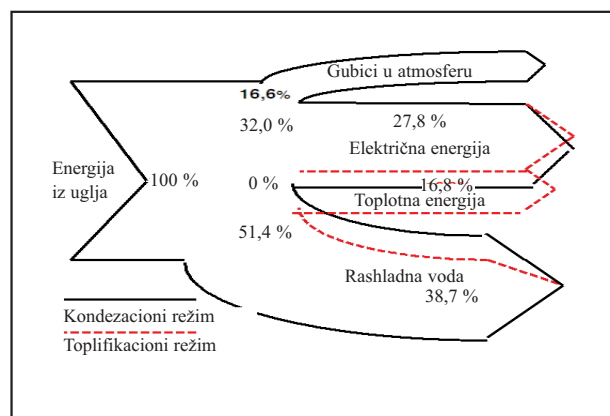 Gubici u atmosferu
16,6%
32,0 %
27,8 %
Električna energija
Energija
iz uglja
100 %
0 %
16,8 %
Toplotna energija
51,4 %
Rashladna voda
38,7 %
Kondezacioni režim
Toplifikacioni režim